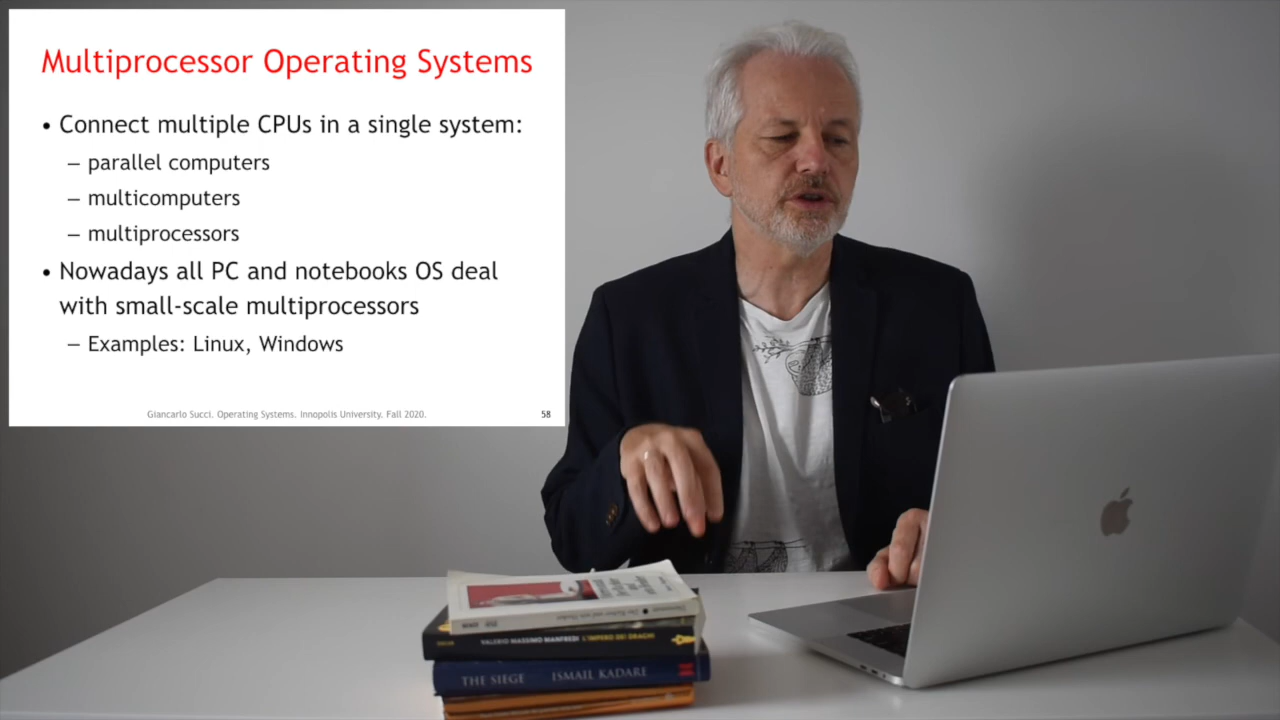 Multiprocessor Operating Systems
• Connect multiple CPUs in a single system:
– parallel computers
– multicomputers
– multiprocessors
• Nowadays all PC and notebooks OS deal
with small-scale multiprocessors
– Examples: Linux, Windows
Giancarlo Succi. Operating Systems. Innopolis University. Fall 2020.
58
VALERIO MASSIMO MANFREDI L'IMPERO DEI DRAGHI
THE SIEGE ISMAIL KADARE